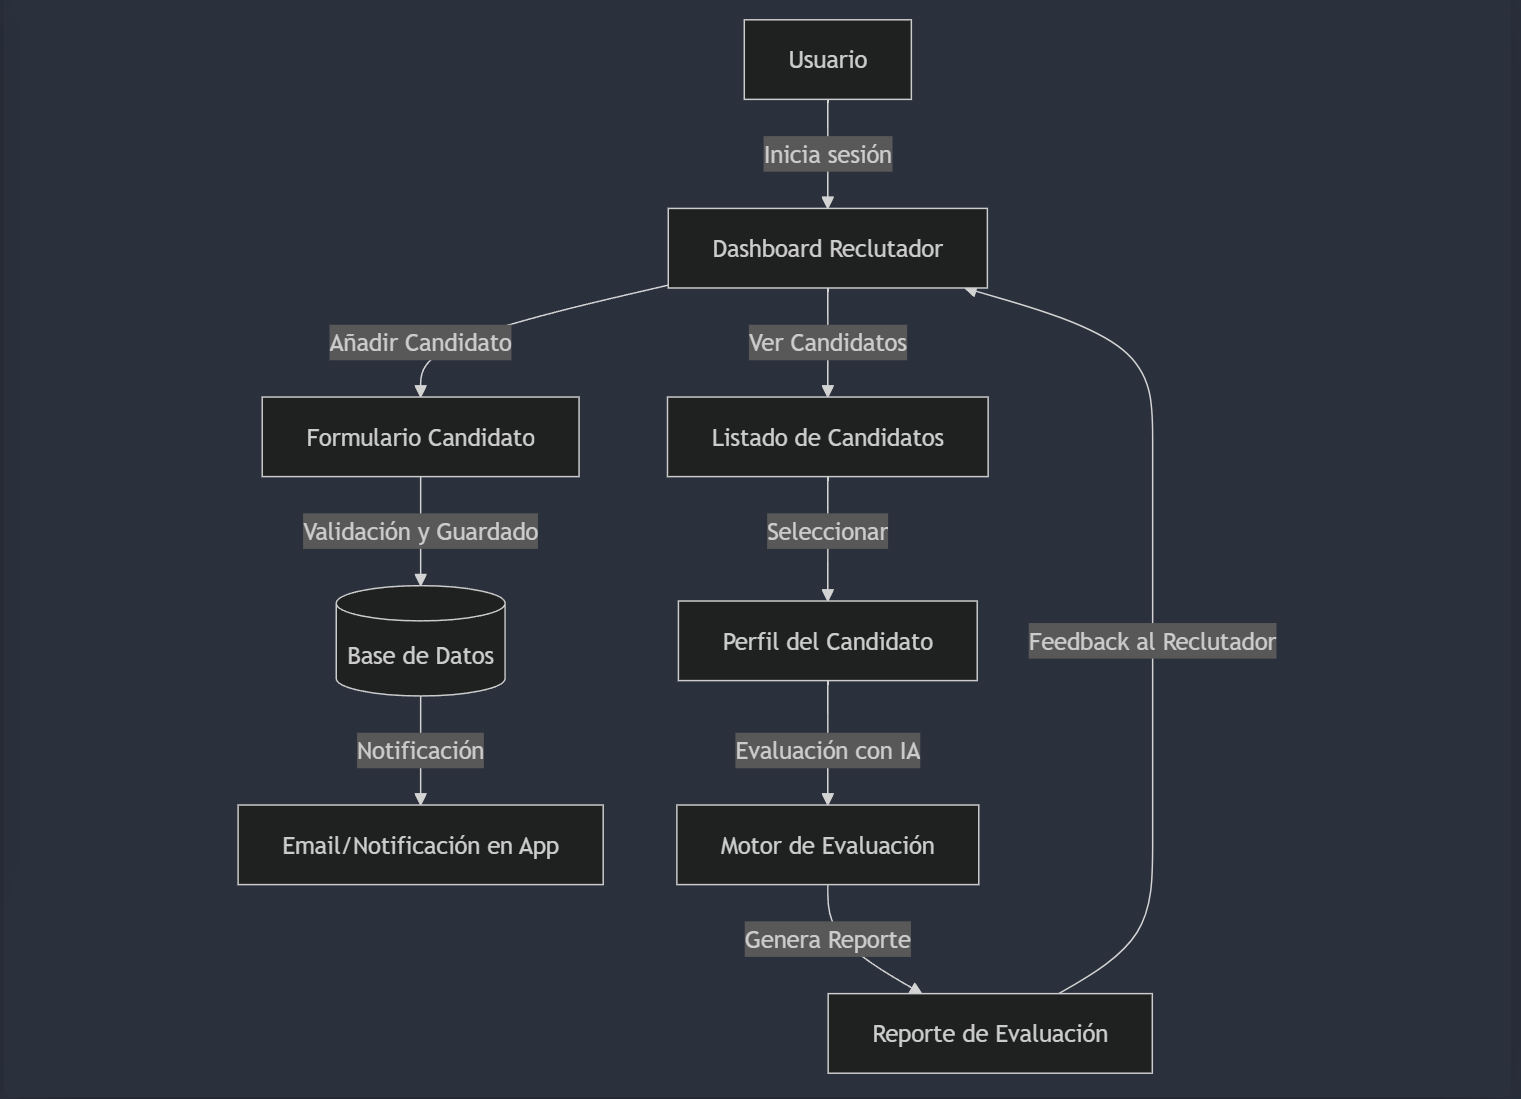 Usuario
Inicia sesión
Dashboard Reclutador
Añadir Candidato
Ver Candidatos
Formulario Candidato
Listado de Candidatos
Validación y Guardado
Seleccionar
Base de Datos
Perfil del Candidato
Feedback al Reclutador
Notificación
Evaluación con IA
Email/Notificación en App
Motor de Evaluación
Genera Reporte
Reporte de Evaluación